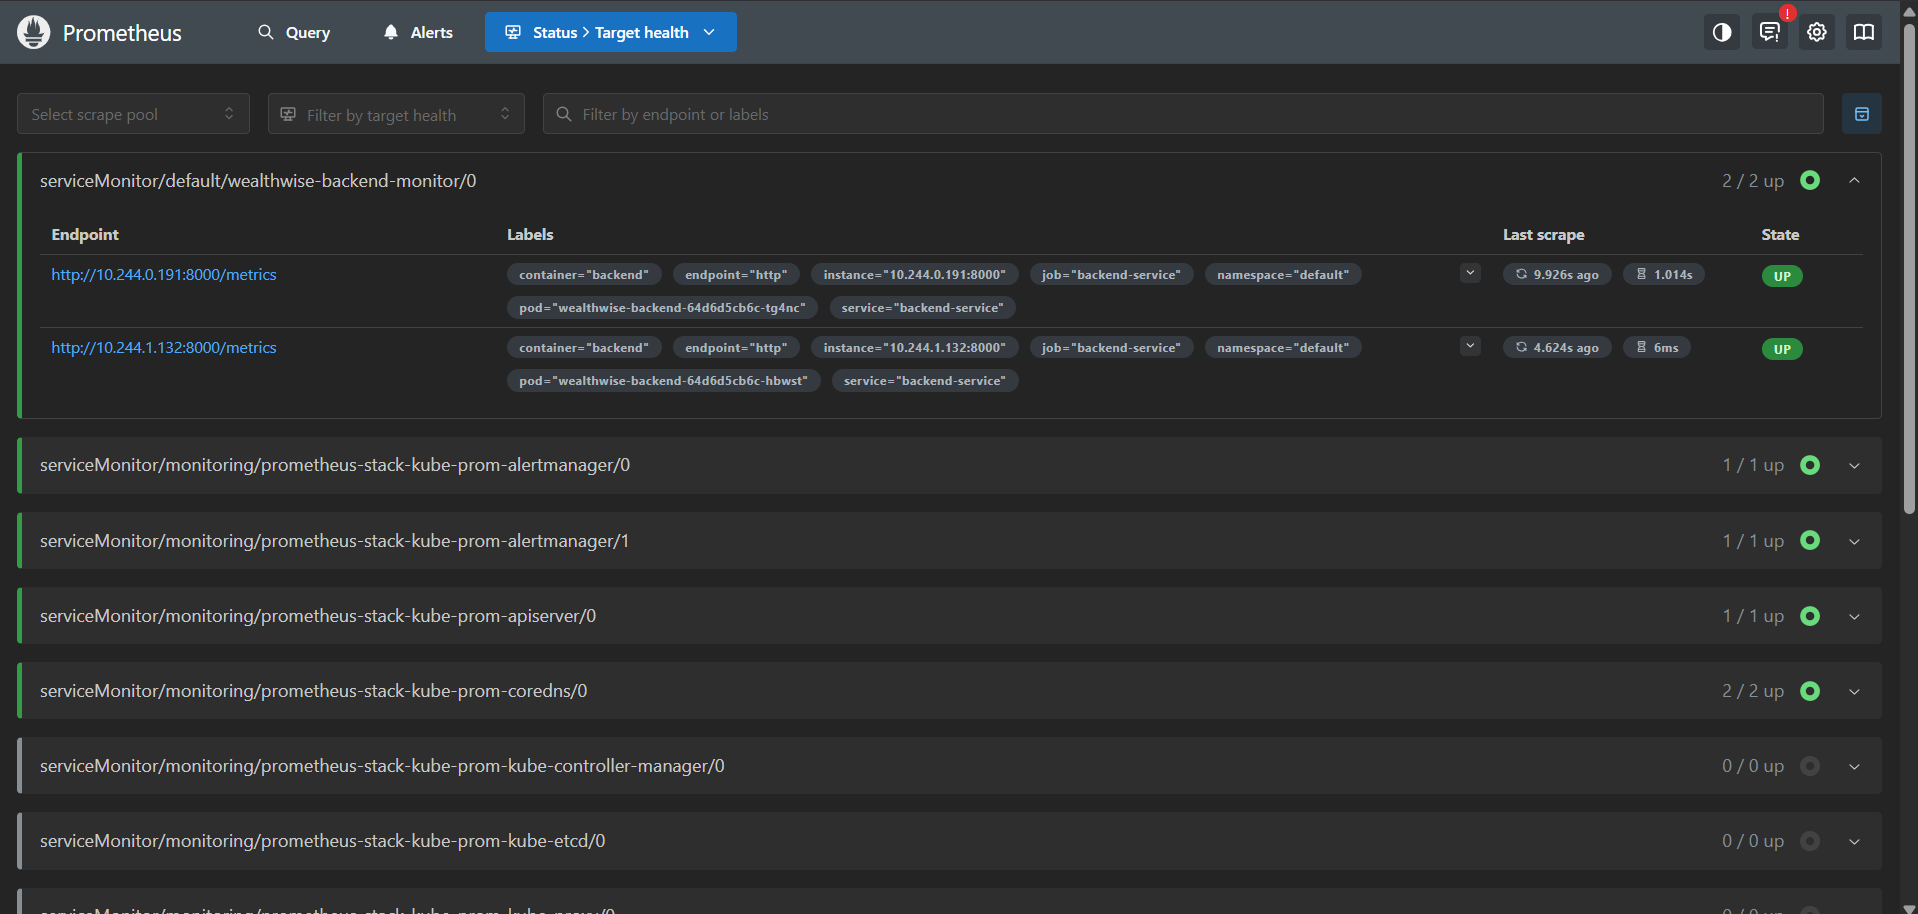 Prometheus Query Alerts Status > Target health !
Select scrape pool Filter by target health Filter by endpoint or labels
serviceMonitor/default/wealthwise-backend-monitor/0 2 / 2 up
Endpoint Labels Last scrape State
http://10.244.0.191:8000/metrics container="backend" endpoint="http" instance="10.244.0.191:8000" job="backend-service" namespace="default" 9.926s ago 1.014s UP
pod="wealthwise-backend-64d6d5cb6c-tg4nc" service="backend-service"
http://10.244.1.132:8000/metrics container="backend" endpoint="http" instance="10.244.1.132:8000" job="backend-service" namespace="default" 4.624s ago 6ms UP
pod="wealthwise-backend-64d6d5cb6c-hbwst" service="backend-service"
serviceMonitor/monitoring/prometheus-stack-kube-prom-alertmanager/0 1 / 1 up
serviceMonitor/monitoring/prometheus-stack-kube-prom-alertmanager/1 1 / 1 up
serviceMonitor/monitoring/prometheus-stack-kube-prom-apiserver/0 1 / 1 up
serviceMonitor/monitoring/prometheus-stack-kube-prom-coredns/0 2 / 2 up
serviceMonitor/monitoring/prometheus-stack-kube-prom-kube-controller-manager/0 0 / 0 up
serviceMonitor/monitoring/prometheus-stack-kube-prom-kube-etcd/0 0 / 0 up